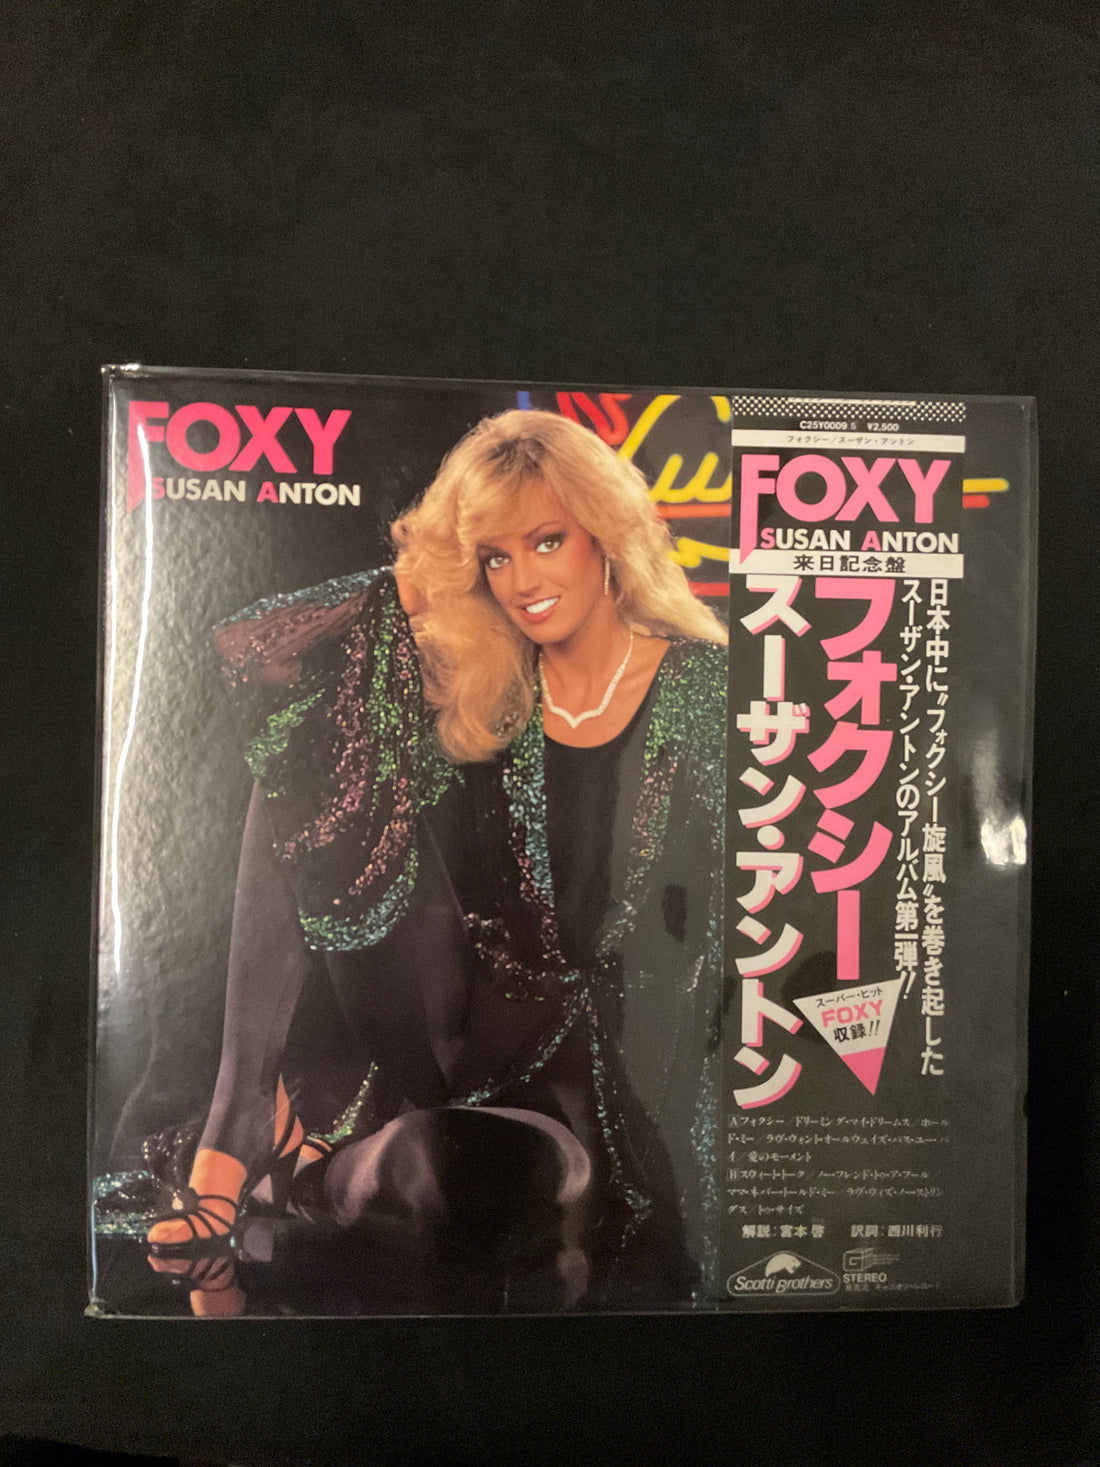 FOXY
SUSAN ANTON
C25Y0009 S ¥2,500
フォクシー/スーザン・アントン
FOXY
SUSAN ANTON
来日記念盤
日本中に"フォクシー旋風"を巻き起した
スーザン・アントンのアルバム第一弾!!
フォクシー
スーザン・アントン
スーパー・ヒット
FOXY
収録!!
A フォクシー/ドリーミング・マイ・ドリームス/ホール
ド・ミー/ラヴ・ウォント・オールウェイズ・パス・ユー・バ
イ/愛のモーメント
B スウィート・トーク/ノー・フレンド・トゥ・ア・フール/
ママ・ネバー・トールド・ミー/ラヴ・ウィズ・ノー・ストリン
グス/トゥ・サイズ
解説:宮本 啓 訳詞:西川利行
Scotti Brothers
STEREO